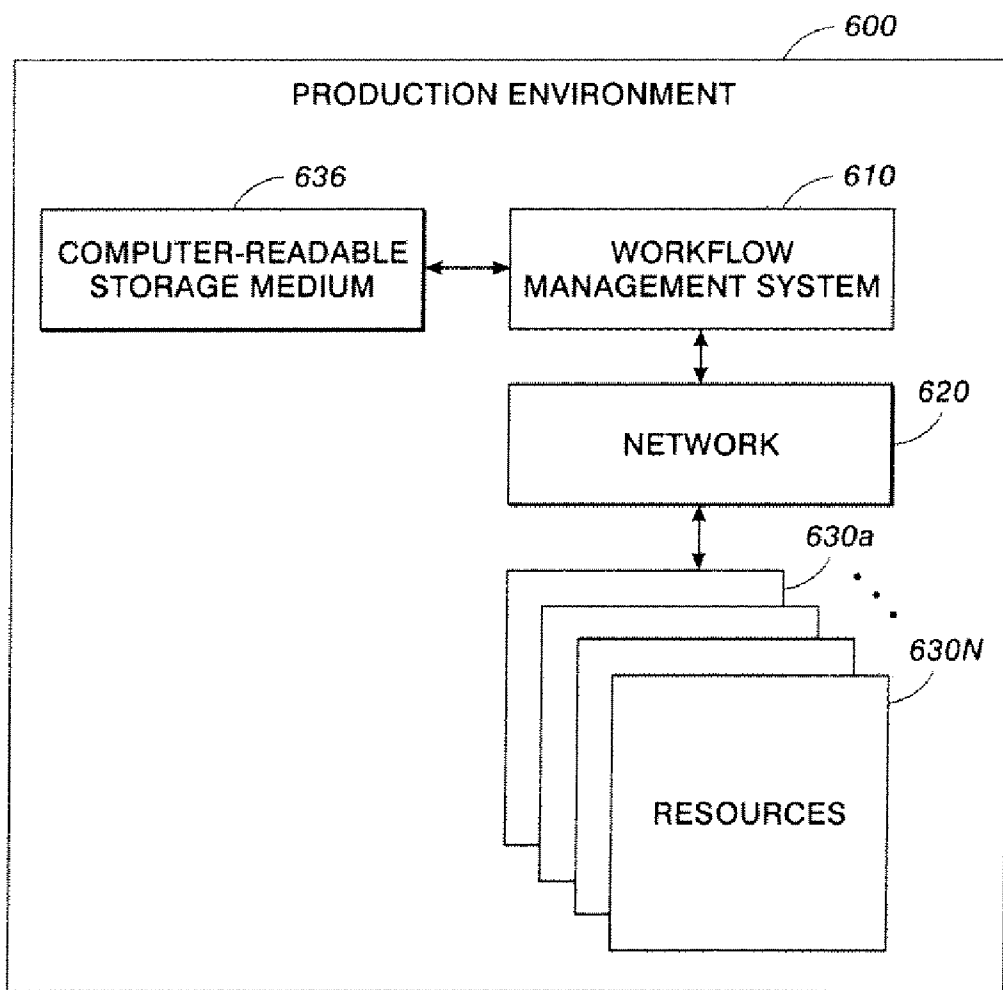 600
PRODUCTION ENVIRONMENT
636
610
COMPUTER-READABLE
STORAGE MEDIUM
WORKFLOW
MANAGEMENT SYSTEM
620
NETWORK
630a
630N
RESOURCES